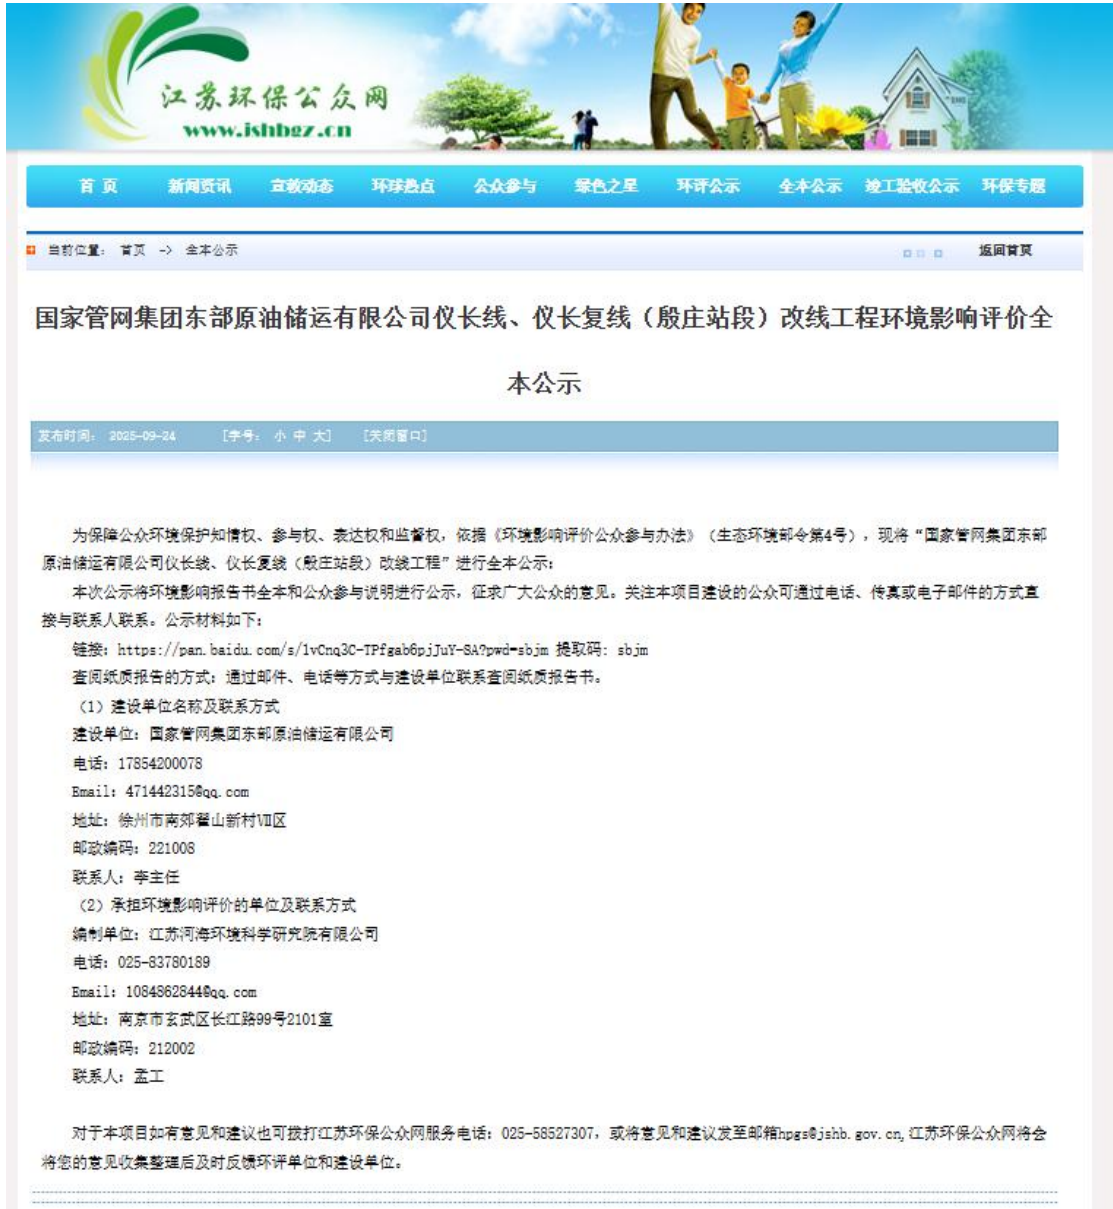 江苏环保公众网
www.jshbgz.cn
首 页 新闻资讯 宣教动态 环球热点 公众参与 绿色之星 环评公示 全本公示 竣工验收公示 环保专题
当前位置： 首页 -> 全本公示 返回首页
国家管网集团东部原油储运有限公司仪长线、仪长复线（殷庄站段）改线工程环境影响评价全
本公示
发布时间： 2025-09-24 [字号： 小 中 大] [关闭窗口]
为保障公众环境保护知情权、参与权、表达权和监督权，依据《环境影响评价公众参与办法》（生态环境部令第4号），现将“国家管网集团东部
原油储运有限公司仪长线、仪长复线（殷庄站段）改线工程”进行全本公示：
本次公示将环境影响报告书全本和公众参与说明进行公示，征求广大公众的意见。关注本项目建设的公众可通过电话、传真或电子邮件的方式直
接与联系人联系。公示材料如下：
链接：https://pan.baidu.com/s/1vCnq3C-TPfgab6pjJuY-SA?pwd=sbjm 提取码: sbjm
查阅纸质报告的方式：通过邮件、电话等方式与建设单位联系查阅纸质报告书。
（1）建设单位名称及联系方式
建设单位：国家管网集团东部原油储运有限公司
电话：17854200078
Email：471442315@qq.com
地址：徐州市南郊翟山新村Ⅶ区
邮政编码：221008
联系人：李主任
（2）承担环境影响评价的单位及联系方式
编制单位：江苏河海环境科学研究院有限公司
电话：025-83780189
Email：1084862844@qq.com
地址：南京市玄武区长江路99号2101室
邮政编码：212002
联系人：孟工
对于本项目如有意见和建议也可拨打江苏环保公众网服务电话：025-58527307，或将意见和建议发至邮箱hpgs@jshb.gov.cn,江苏环保公众网将会
将您的意见收集整理后及时反馈环评单位和建设单位。